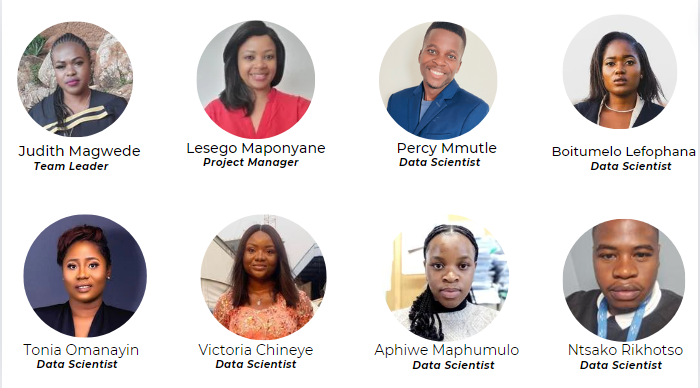 Judith Magwede
Team Leader
Lesego Maponyane
Project Manager
Percy Mmutle
Data Scientist
Boitumelo Lefophana
Data Scientist
Tonia Omanayin
Data Scientist
Victoria Chineye
Data Scientist
Aphiwe Maphumulo
Data Scientist
Ntsako Rikhotso
Data Scientist